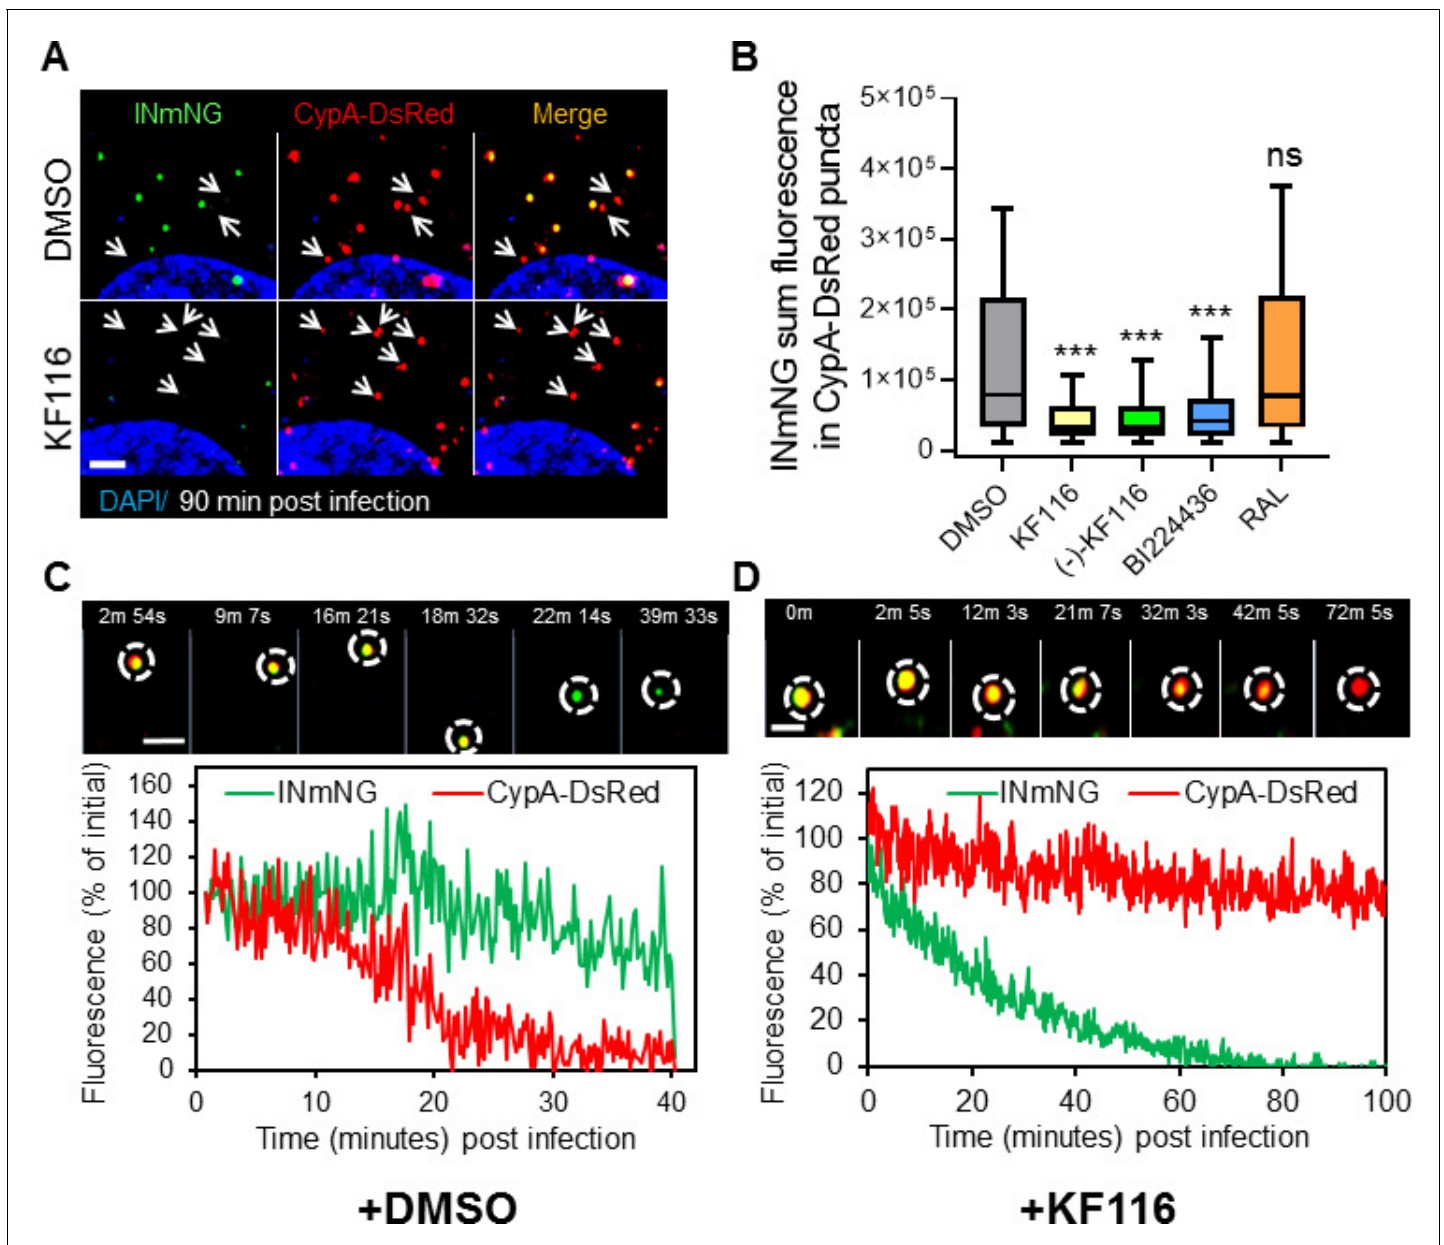 A
INmNG CypA-DsRed Merge
DMSO
KF116
DAPI/ 90 min post infection
B
INmNG sum fluorescence
in CypA-DsRed puncta
5×10⁵
4×10⁵
3×10⁵
2×10⁵
1×10⁵
0
*** *** *** ns
DMSO KF116 (-)-KF116 BI224436 RAL
C
2m 54s 9m 7s 16m 21s 18m 32s 22m 14s 39m 33s
Fluorescence (% of initial)
160
140
120
100
80
60
40
20
0
INmNG CypA-DsRed
0 10 20 30 40
Time (minutes) post infection
+DMSO
D
0m 2m 5s 12m 3s 21m 7s 32m 3s 42m 5s 72m 5s
Fluorescence (% of initial)
120
100
80
60
40
20
0
INmNG CypA-DsRed
0 20 40 60 80 100
Time (minutes) post infection
+KF116